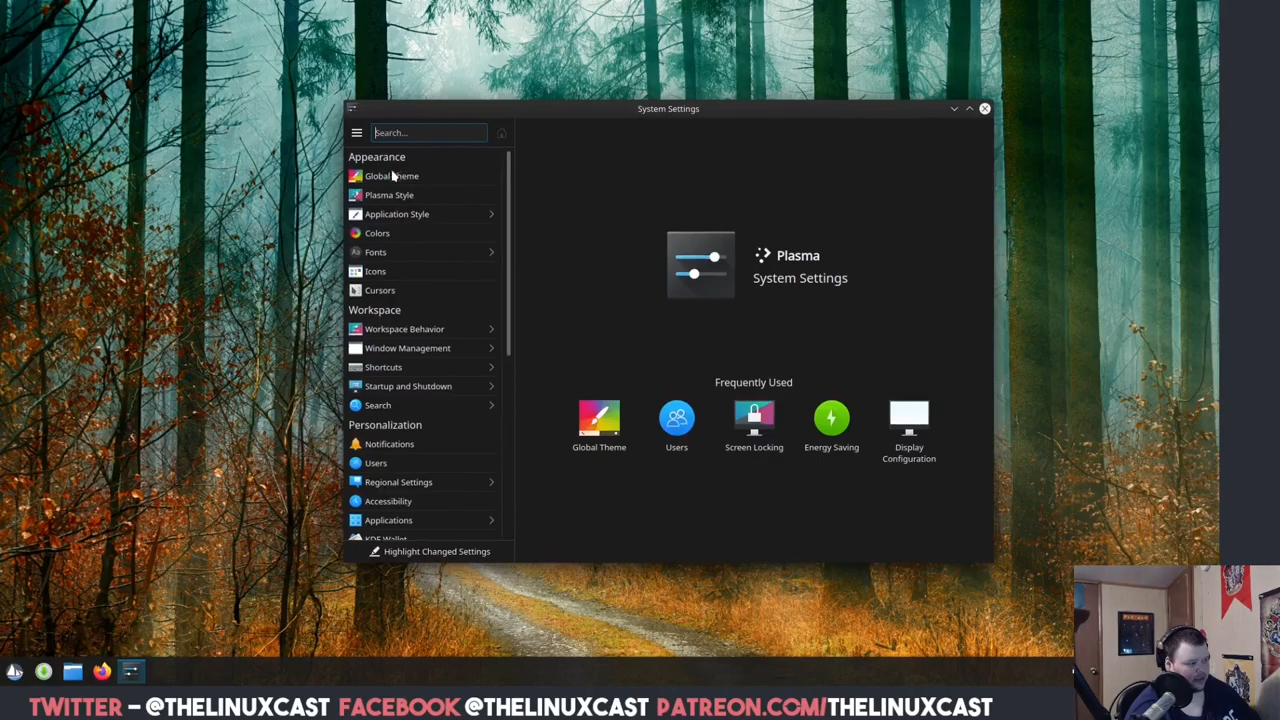 System Settings
Search...
Appearance
Global Theme
Plasma Style
Application Style
Colors
Fonts
Icons
Cursors
Workspace
Workspace Behavior
Window Management
Shortcuts
Startup and Shutdown
Search
Personalization
Notifications
Users
Regional Settings
Accessibility
Applications
KDE Wallet
Highlight Changed Settings
Plasma
System Settings
Frequently Used
Global Theme
Users
Screen Locking
Energy Saving
Display
Configuration
TWITTER - @THELINUXCAST FACEBOOK @THELINUXCAST PATREON.COM/THELINUXCAST